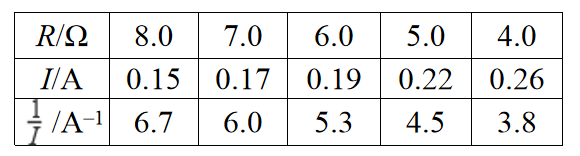 R/Ω 8.0 7.0 6.0 5.0 4.0
I/A 0.15 0.17 0.19 0.22 0.26
1/I /A⁻¹ 6.7 6.0 5.3 4.5 3.8